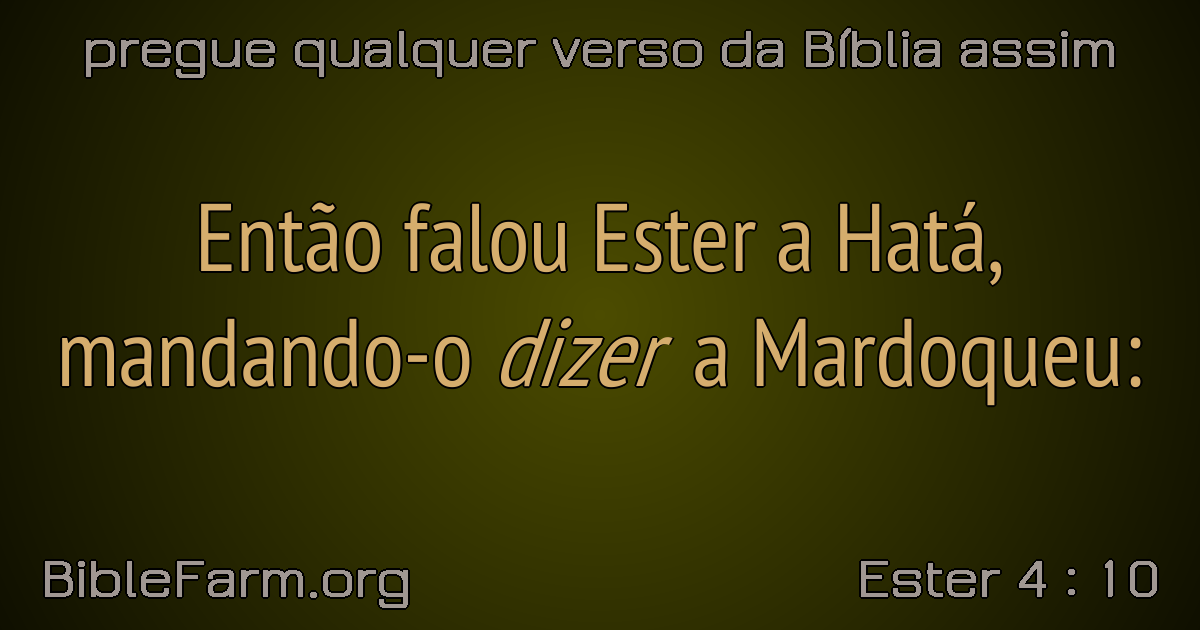 pregue qualquer verso da Bíblia assim
Então falou Ester a Hatá,
mandando-o dizer a Mardoqueu:
BibleFarm.org
Ester 4 : 10